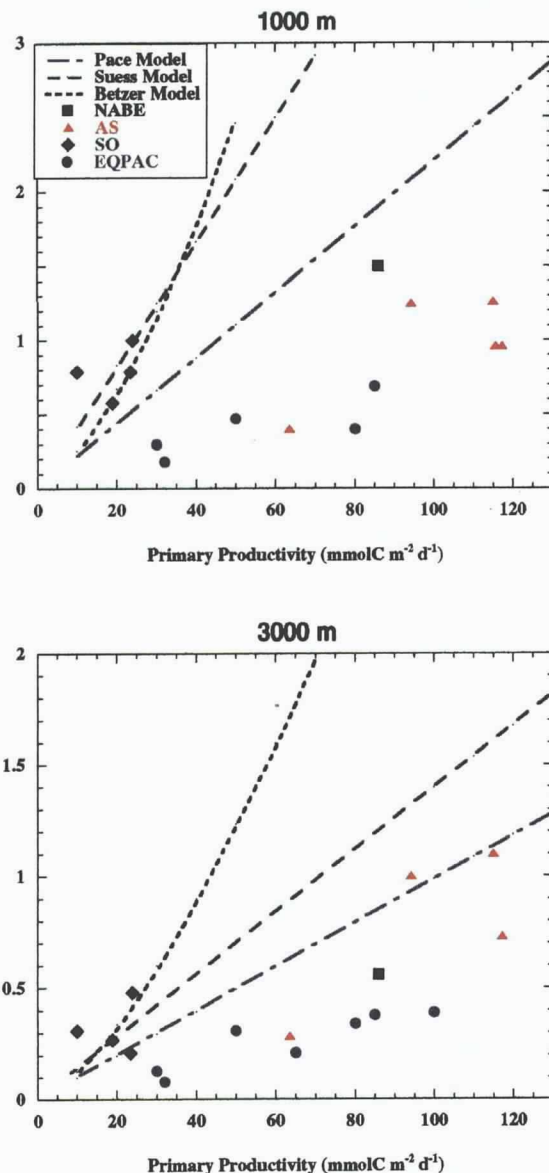 1000 m
3
Pace Model
Suess Model
Betzer Model
NABE
AS
SO
EQPAC
2
1
0
0 20 40 60 80 100 120
Primary Productivity (mmolC m⁻² d⁻¹)
3000 m
2
1.5
1
0.5
0
0 20 40 60 80 100 120
Primary Productivity (mmolC m⁻² d⁻¹)